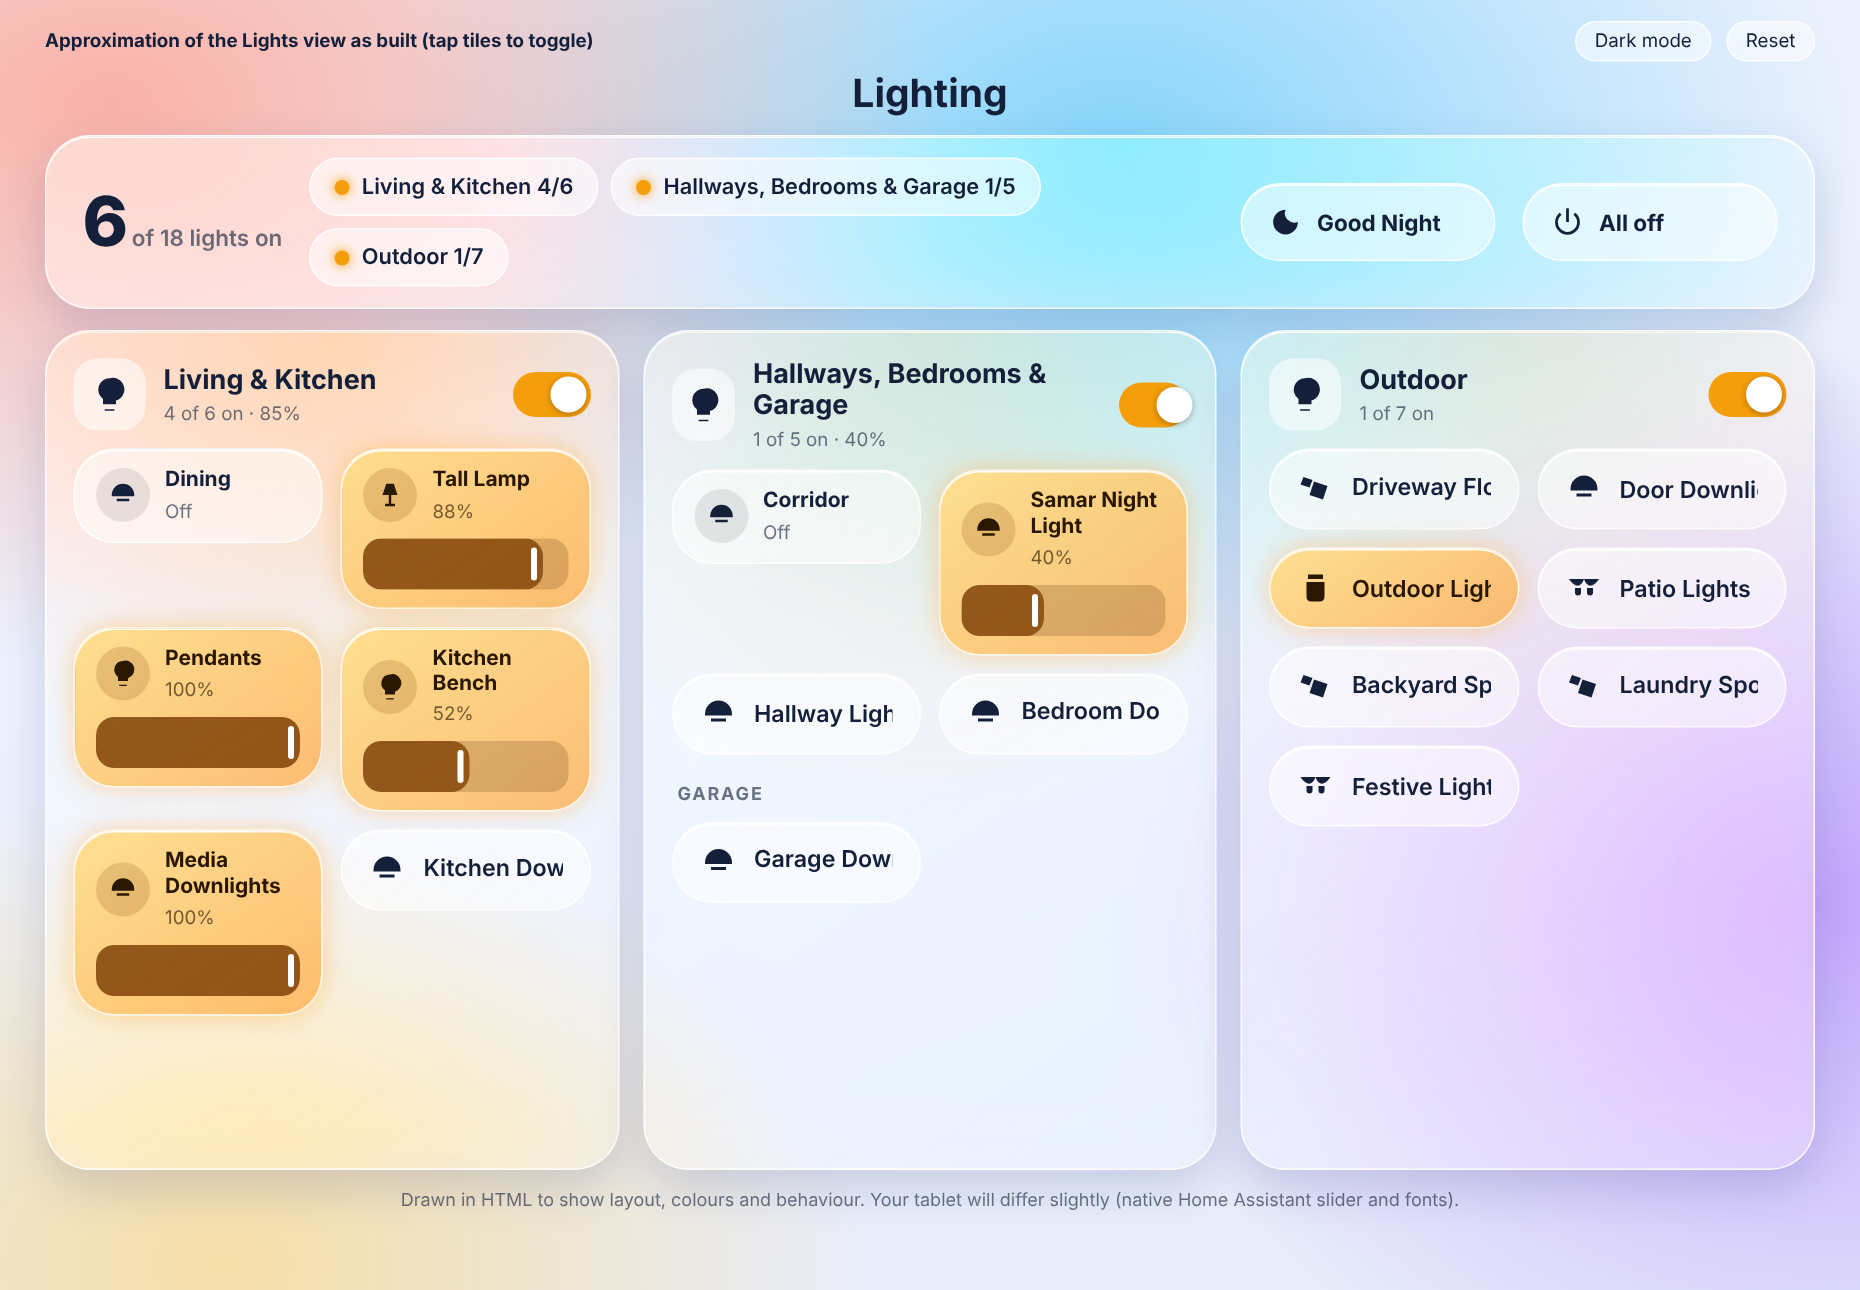 Approximation of the Lights view as built (tap tiles to toggle)
Dark mode
Reset
Lighting
6 of 18 lights on
Living & Kitchen 4/6
Hallways, Bedrooms & Garage 1/5
Outdoor 1/7
Good Night
All off
Living & Kitchen
4 of 6 on · 85%
Dining
Off
Tall Lamp
88%
Pendants
100%
Kitchen
Bench
52%
Media
Downlights
100%
Kitchen Dow
Hallways, Bedrooms &
Garage
1 of 5 on · 40%
Corridor
Off
Samar Night
Light
40%
Hallway Ligh
Bedroom Do
GARAGE
Garage Dow
Outdoor
1 of 7 on
Driveway Flo
Door Downli
Outdoor Ligh
Patio Lights
Backyard Sp
Laundry Spo
Festive Light
Drawn in HTML to show layout, colours and behaviour. Your tablet will differ slightly (native Home Assistant slider and fonts).